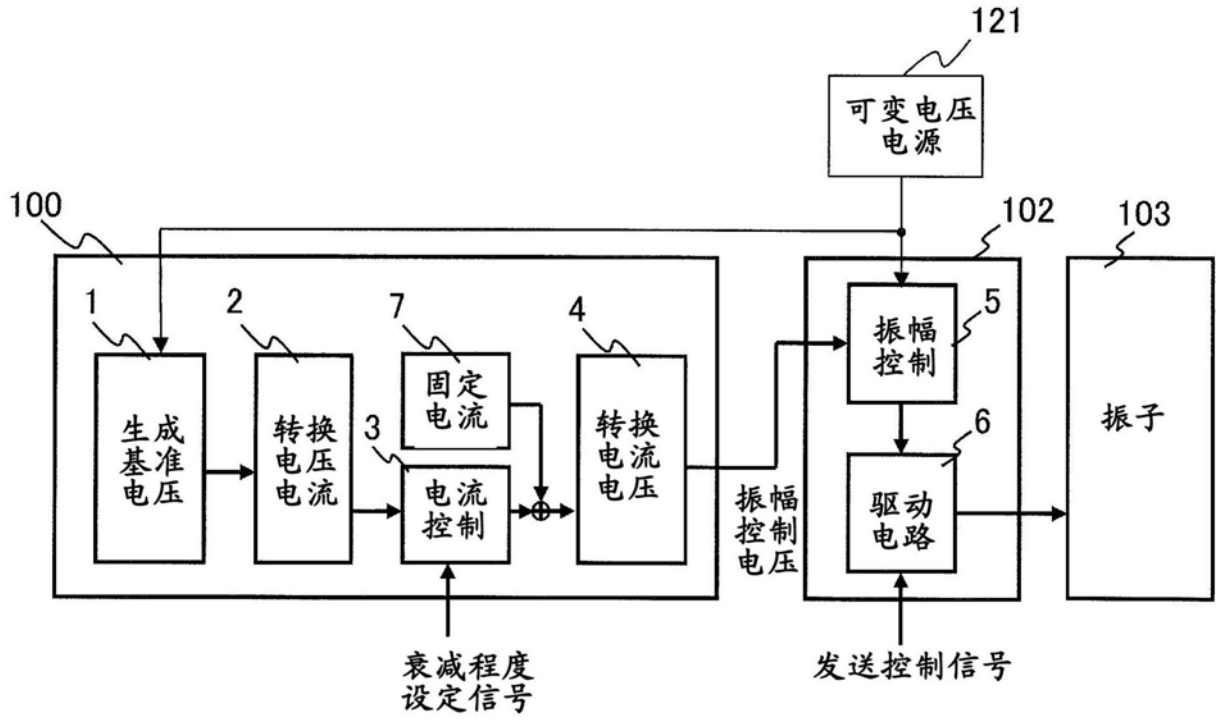 121
可变电压
电源
100
102
103
1
2
7
4
5
振幅
控制
固定
电流
生成
基准
电压
转换
电压
电流
3
电流
控制
转换
电流
电压
振子
6
驱动
电路
振幅
控制
电压
衰减程度
设定信号
发送控制信号